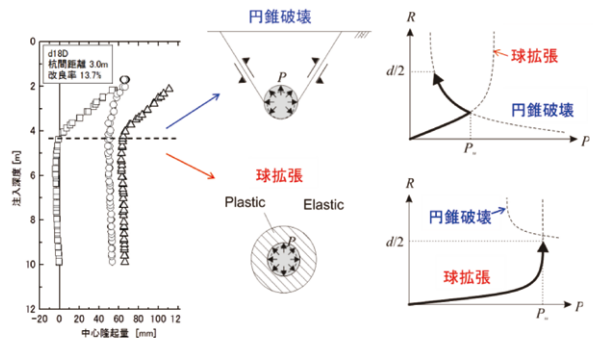 d18D
杭間距離 3.0m
改良率 13.7%
0
2
4
6
8
10
12
注入深度 [m]
-20 0 20 40 60 80 100 12
中心隆起量 [mm]
円錐破壊
P
球拡張
Plastic
Elastic
P
R
d/2
球拡張
円錐破壊
P∞
P
R
円錐破壊
d/2
球拡張
P∞
P